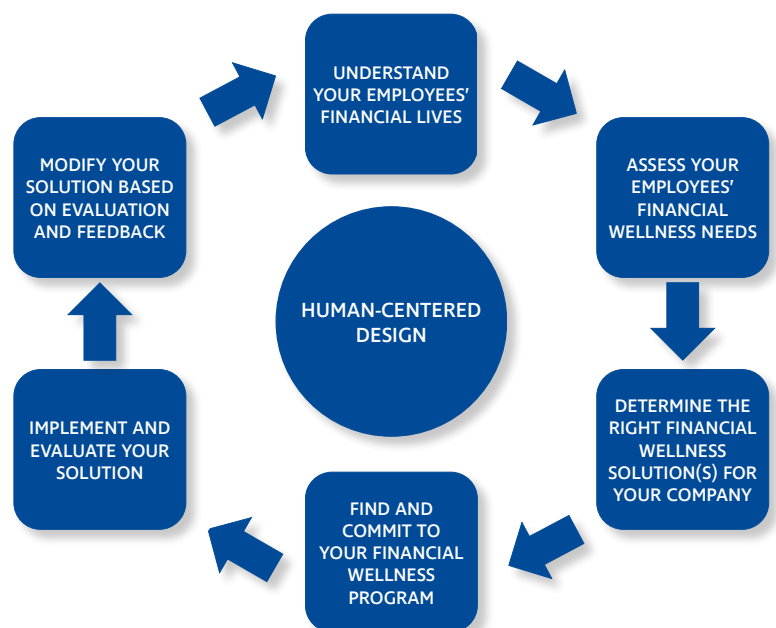 UNDERSTAND
YOUR EMPLOYEES'
FINANCIAL LIVES
ASSESS YOUR
EMPLOYEES'
FINANCIAL
WELLNESS NEEDS
DETERMINE THE
RIGHT FINANCIAL
WELLNESS
SOLUTION(S) FOR
YOUR COMPANY
FIND AND
COMMIT TO
YOUR FINANCIAL
WELLNESS
PROGRAM
IMPLEMENT AND
EVALUATE YOUR
SOLUTION
MODIFY YOUR
SOLUTION BASED
ON EVALUATION
AND FEEDBACK
HUMAN-CENTERED
DESIGN